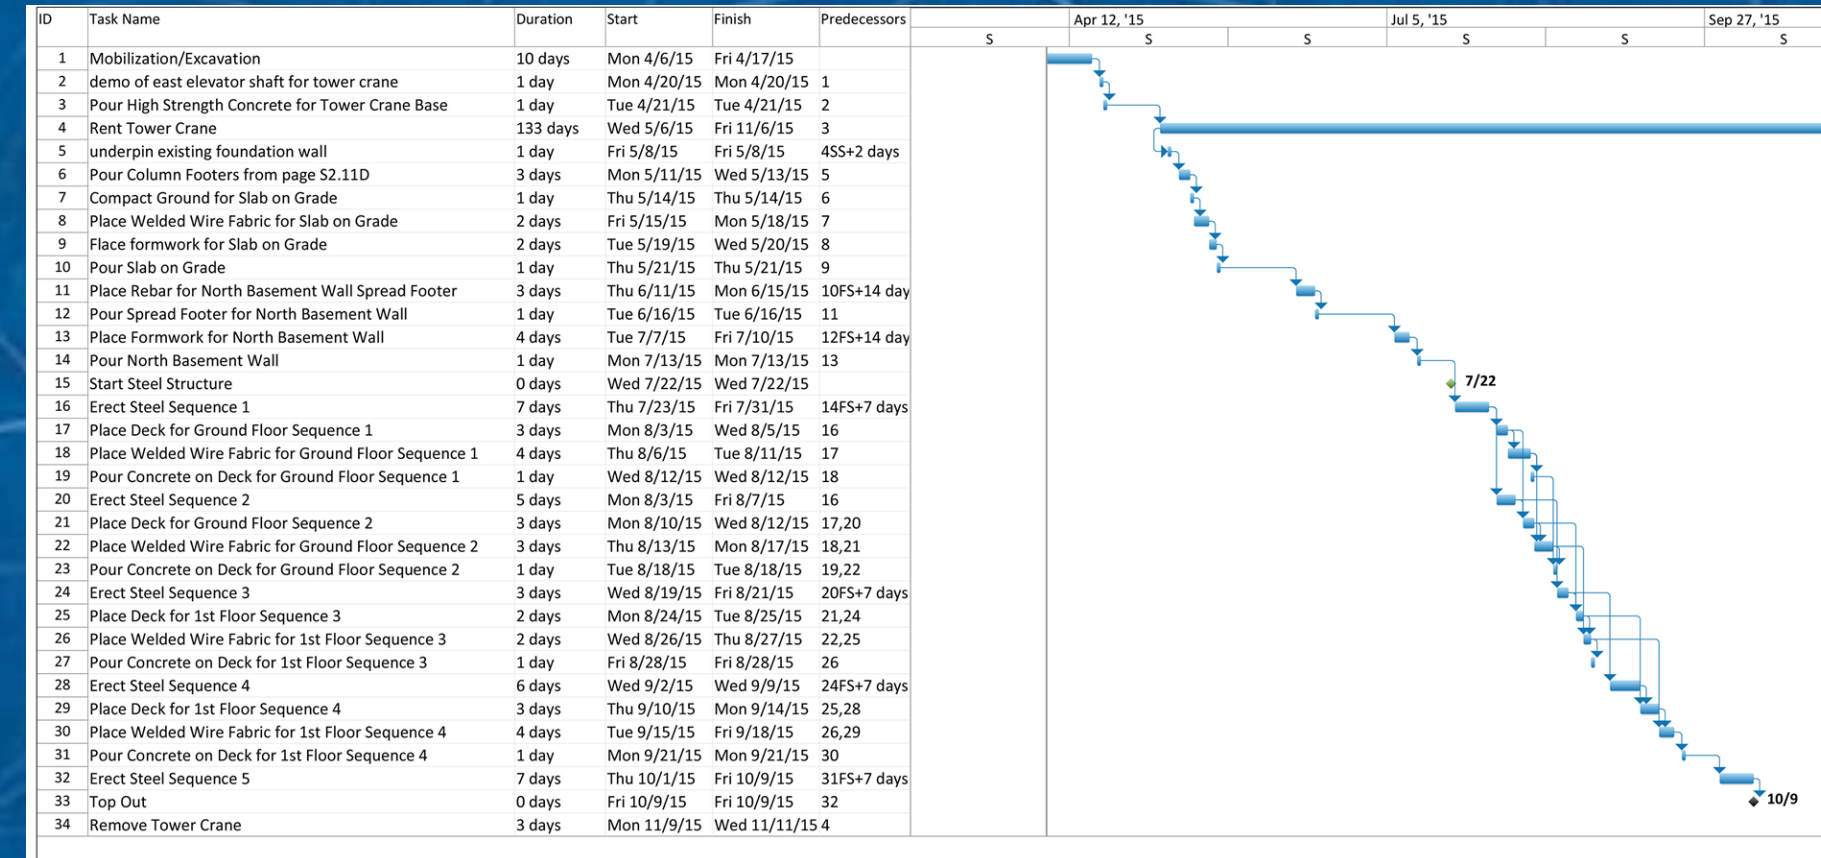 ID Task Name Duration Start Finish Predecessors Apr 12, '15 Jul 5, '15 Sep 27, '15
S S S S S S
1 Mobilization/Excavation 10 days Mon 4/6/15 Fri 4/17/15
2 demo of east elevator shaft for tower crane 1 day Mon 4/20/15 Mon 4/20/15 1
3 Pour High Strength Concrete for Tower Crane Base 1 day Tue 4/21/15 Tue 4/21/15 2
4 Rent Tower Crane 133 days Wed 5/6/15 Fri 11/6/15 3
5 underpin existing foundation wall 1 day Fri 5/8/15 Fri 5/8/15 4SS+2 days
6 Pour Column Footers from page S2.11D 3 days Mon 5/11/15 Wed 5/13/15 5
7 Compact Ground for Slab on Grade 1 day Thu 5/14/15 Thu 5/14/15 6
8 Place Welded Wire Fabric for Slab on Grade 2 days Fri 5/15/15 Mon 5/18/15 7
9 Flace formwork for Slab on Grade 2 days Tue 5/19/15 Wed 5/20/15 8
10 Pour Slab on Grade 1 day Thu 5/21/15 Thu 5/21/15 9
11 Place Rebar for North Basement Wall Spread Footer 3 days Thu 6/11/15 Mon 6/15/15 10FS+14 day
12 Pour Spread Footer for North Basement Wall 1 day Tue 6/16/15 Tue 6/16/15 11
13 Place Formwork for North Basement Wall 4 days Tue 7/7/15 Fri 7/10/15 12FS+14 day
14 Pour North Basement Wall 1 day Mon 7/13/15 Mon 7/13/15 13
15 Start Steel Structure 0 days Wed 7/22/15 Wed 7/22/15 7/22
16 Erect Steel Sequence 1 7 days Thu 7/23/15 Fri 7/31/15 14FS+7 days
17 Place Deck for Ground Floor Sequence 1 3 days Mon 8/3/15 Wed 8/5/15 16
18 Place Welded Wire Fabric for Ground Floor Sequence 1 4 days Thu 8/6/15 Tue 8/11/15 17
19 Pour Concrete on Deck for Ground Floor Sequence 1 1 day Wed 8/12/15 Wed 8/12/15 18
20 Erect Steel Sequence 2 5 days Mon 8/3/15 Fri 8/7/15 16
21 Place Deck for Ground Floor Sequence 2 3 days Mon 8/10/15 Wed 8/12/15 17,20
22 Place Welded Wire Fabric for Ground Floor Sequence 2 3 days Thu 8/13/15 Mon 8/17/15 18,21
23 Pour Concrete on Deck for Ground Floor Sequence 2 1 day Tue 8/18/15 Tue 8/18/15 19,22
24 Erect Steel Sequence 3 3 days Wed 8/19/15 Fri 8/21/15 20FS+7 days
25 Place Deck for 1st Floor Sequence 3 2 days Mon 8/24/15 Tue 8/25/15 21,24
26 Place Welded Wire Fabric for 1st Floor Sequence 3 2 days Wed 8/26/15 Thu 8/27/15 22,25
27 Pour Concrete on Deck for 1st Floor Sequence 3 1 day Fri 8/28/15 Fri 8/28/15 26
28 Erect Steel Sequence 4 6 days Wed 9/2/15 Wed 9/9/15 24FS+7 days
29 Place Deck for 1st Floor Sequence 4 3 days Thu 9/10/15 Mon 9/14/15 25,28
30 Place Welded Wire Fabric for 1st Floor Sequence 4 4 days Tue 9/15/15 Fri 9/18/15 26,29
31 Pour Concrete on Deck for 1st Floor Sequence 4 1 day Mon 9/21/15 Mon 9/21/15 30
32 Erect Steel Sequence 5 7 days Thu 10/1/15 Fri 10/9/15 31FS+7 days
33 Top Out 0 days Fri 10/9/15 Fri 10/9/15 32 10/9
34 Remove Tower Crane 3 days Mon 11/9/15 Wed 11/11/15 4